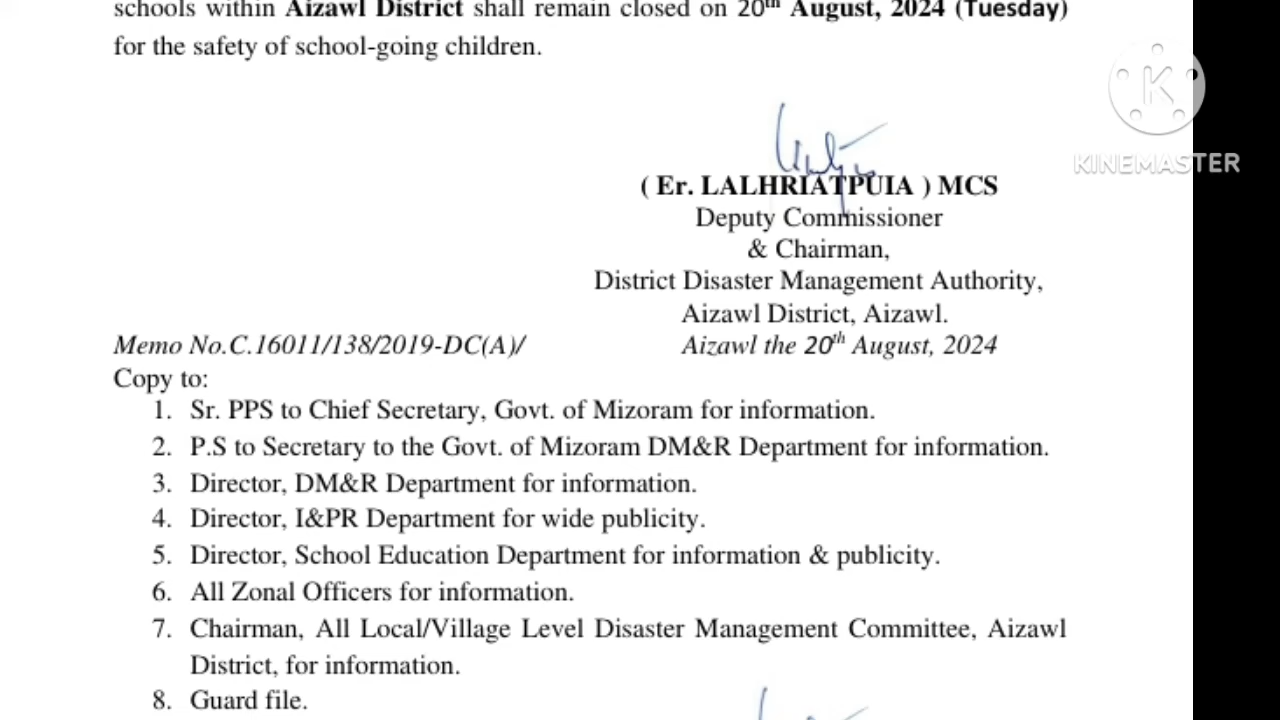 schools within Aizawl District shall remain closed on 20th August, 2024 (Tuesday)
for the safety of school-going children.
K
KINEMASTER
( Er. LALHRIATPUIA ) MCS
Deputy Commissioner
& Chairman,
District Disaster Management Authority,
Aizawl District, Aizawl.
Memo No.C.16011/138/2019-DC(A)/ Aizawl the 20th August, 2024
Copy to:
1. Sr. PPS to Chief Secretary, Govt. of Mizoram for information.
2. P.S to Secretary to the Govt. of Mizoram DM&R Department for information.
3. Director, DM&R Department for information.
4. Director, I&PR Department for wide publicity.
5. Director, School Education Department for information & publicity.
6. All Zonal Officers for information.
7. Chairman, All Local/Village Level Disaster Management Committee, Aizawl
District, for information.
8. Guard file.